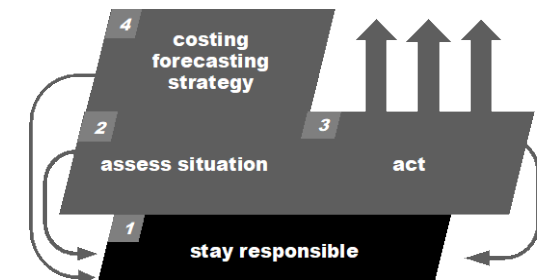 4
costing
forecasting
strategy
2
assess situation
3
act
1
stay responsible